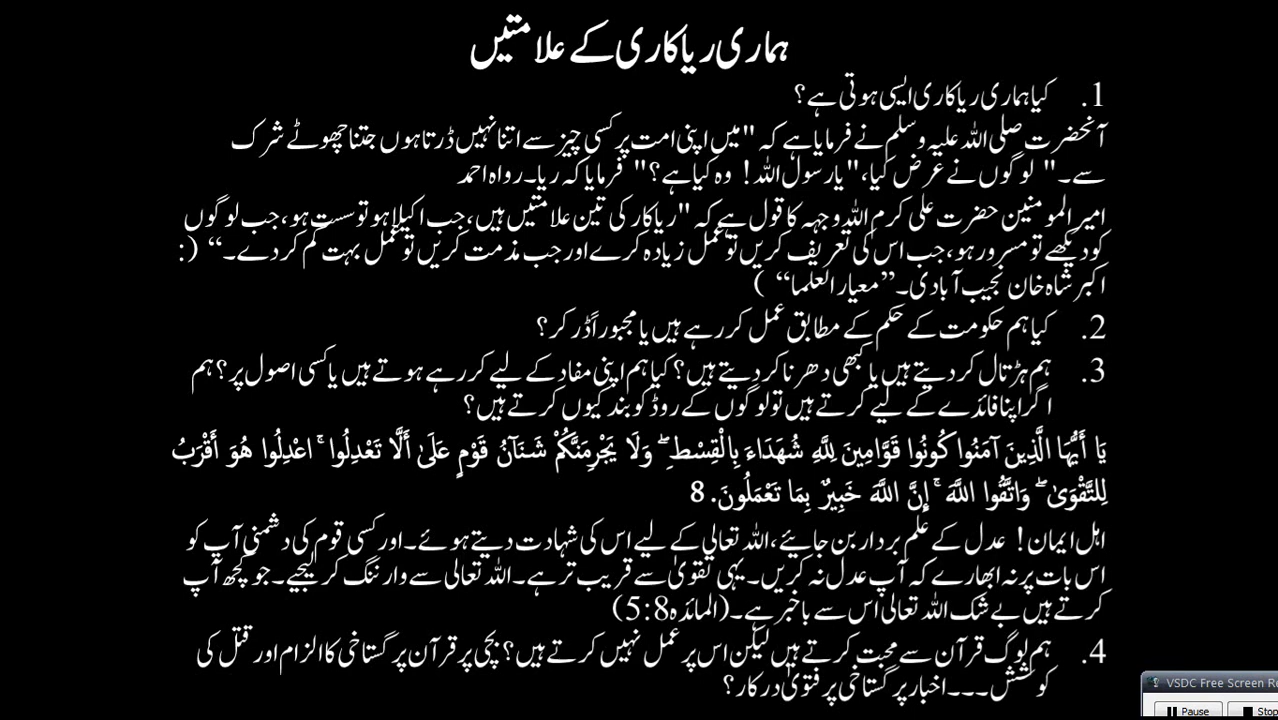 ہماری ریاکاری کے علامتیں
1. کیا ہماری ریاکاری ایسی ہوتی ہے؟
آنحضرت صلی اللہ علیہ وسلم نے فرمایا ہے کہ "میں اپنی امت پر کسی چیز سے اتنا نہیں ڈرتا ہوں جتنا چھوٹے شرک
سے۔" لوگوں نے عرض کیا، "یا رسول اللہ! وہ کیا ہے؟" فرمایا کہ ریا۔ رواہ احمد
امیر المومنین حضرت علی کرم اللہ وجہہ کا قول ہے کہ "ریاکار کی تین علامتیں ہیں، جب اکیلا ہو تو سست ہو، جب لوگوں
کو دیکھے تو مسرور ہو، جب اس کی تعریف کریں تو عمل زیادہ کرے اور جب مذمت کریں تو عمل بہت کم کر دے۔“ (:
اکبر شاہ خان نجیب آبادی۔ ”معیار العلما“ )
2. کیا ہم حکومت کے حکم کے مطابق عمل کر رہے ہیں یا مجبوراً ڈر کر؟
3. ہم ہڑتال کر دیتے ہیں یا کبھی دھرنا کر دیتے ہیں؟ کیا ہم اپنی مفاد کے لیے کر رہے ہوتے ہیں یا کسی اصول پر؟ ہم
اگر اپنا فائدے کے لیے کرتے ہیں تو لوگوں کے روڈ کو بند کیوں کرتے ہیں؟
يَا أَيُّهَا الَّذِينَ آمَنُوا كُونُوا قَوَّامِينَ لِلَّهِ شُهَدَاءَ بِالْقِسْطِ ۖ وَلَا يَجْرِمَنَّكُمْ شَنَآنُ قَوْمٍ عَلَىٰ أَلَّا تَعْدِلُوا ۚ اعْدِلُوا هُوَ أَقْرَبُ
لِلتَّقْوَىٰ ۖ وَاتَّقُوا اللَّهَ ۚ إِنَّ اللَّهَ خَبِيرٌ بِمَا تَعْمَلُونَ. 8
اہل ایمان! عدل کے علم بردار بن جایئے، اللہ تعالی کے لیے اس کی شہادت دیتے ہوئے۔ اور کسی قوم کی دشمنی آپ کو
اس بات پر نہ ابھارے کہ آپ عدل نہ کریں۔ یہی تقویٰ سے قریب تر ہے۔ اللہ تعالی سے وارننگ کر لیجیے۔ جو کچھ آپ
کرتے ہیں بے شک اللہ تعالی اس سے باخبر ہے۔ (المائدہ 5:8)
4. ہم لوگ قرآن سے محبت کرتے ہیں لیکن اس پر عمل نہیں کرتے ہیں؟ بچی پر قرآن پر گستاخی کا الزام اور قتل کی
کوشش۔۔۔ اخبار پر گستاخی پر فتویٰ درکار؟
VSDC Free Screen Re
Pause Stop